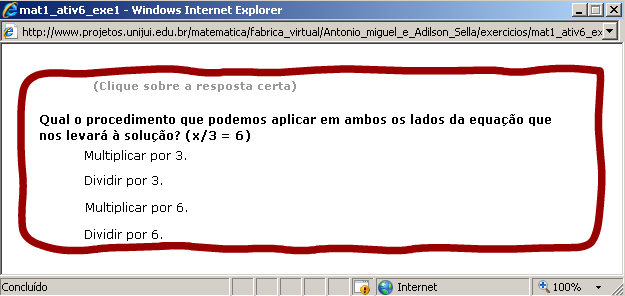 mat1_ativ6_exe1 - Windows Internet Explorer
http://www.projetos.unijui.edu.br/matematica/fabrica_virtual/Antonio_miguel_e_Adilson_Sella/exercicios/mat1_ativ6_ex
(Clique sobre a resposta certa)
Qual o procedimento que podemos aplicar em ambos os lados da equação que
nos levará à solução? (x/3 = 6)
Multiplicar por 3.
Dividir por 3.
Multiplicar por 6.
Dividir por 6.
Concluído
Internet
100%